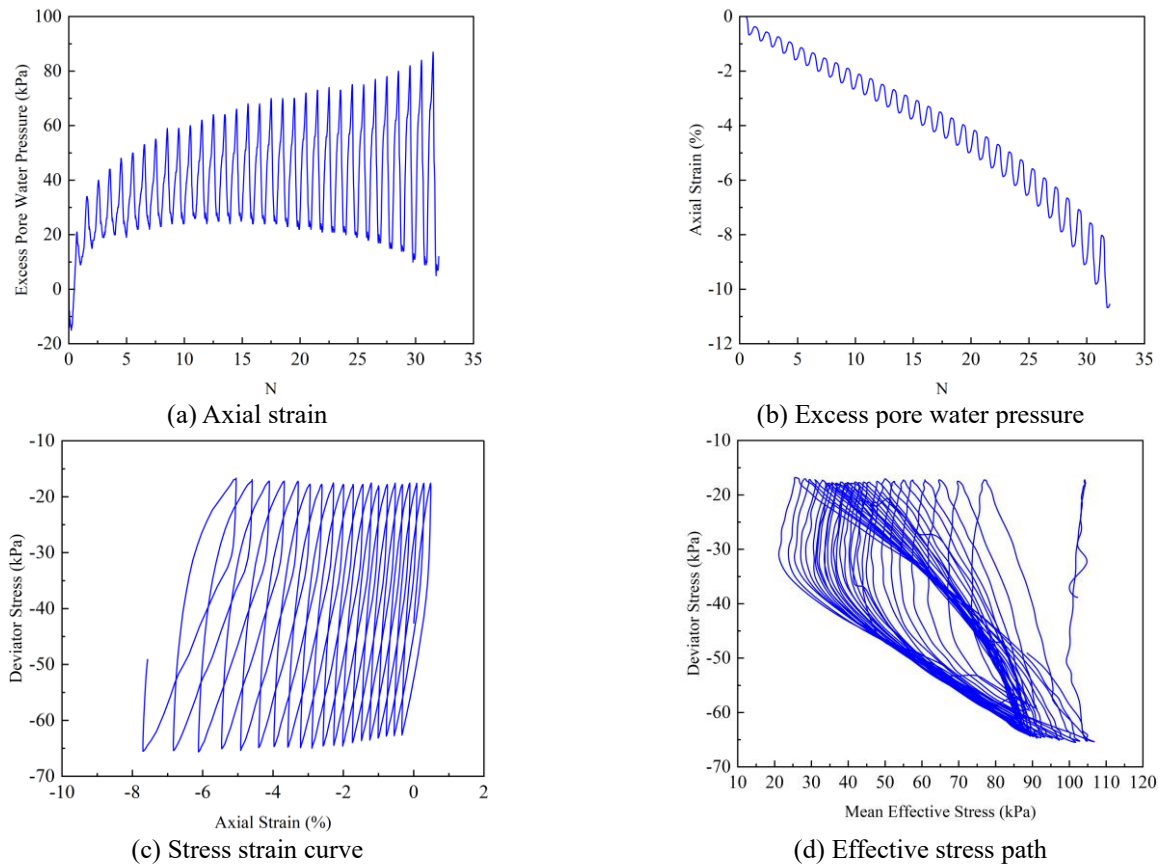 100
80
60
40
20
0
-20
0 5 10 15 20 25 30 35
Excess Pore Water Pressure (kPa)
N
(a) Axial strain
0
-2
-4
-6
-8
-10
-12
0 5 10 15 20 25 30 35
Axial Strain (%)
N
(b) Excess pore water pressure
-10
-20
-30
-40
-50
-60
-70
-10 -8 -6 -4 -2 0 2
Deviator Stress (kPa)
Axial Strain (%)
(c) Stress strain curve
-10
-20
-30
-40
-50
-60
-70
10 20 30 40 50 60 70 80 90 100 110 120
Deviator Stress (kPa)
Mean Effective Stress (kPa)
(d) Effective stress path